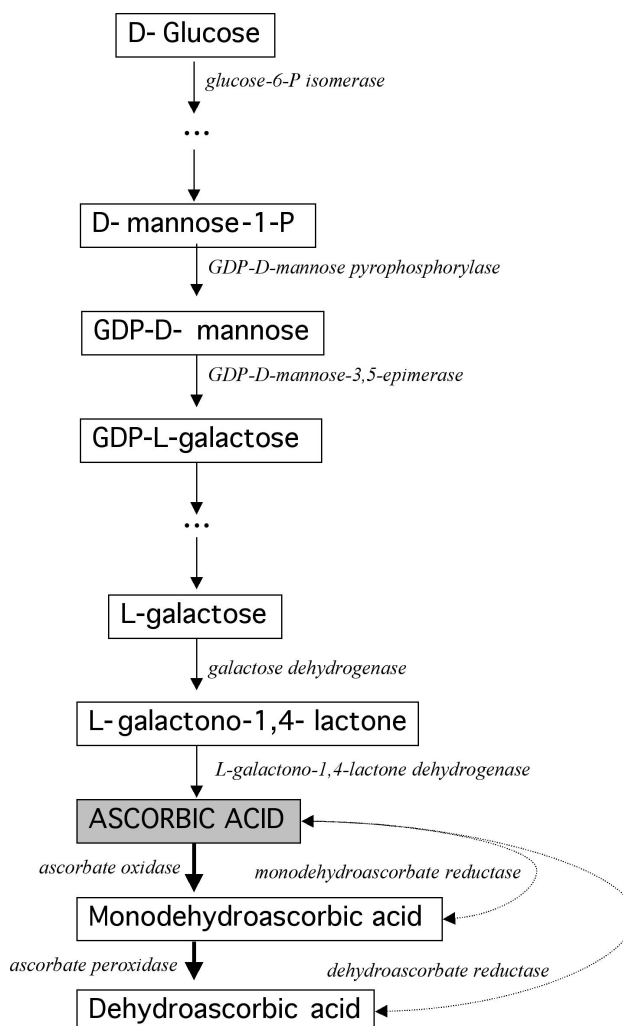 D- Glucose
glucose-6-P isomerase
...
D- mannose-1-P
GDP-D-mannose pyrophosphorylase
GDP-D- mannose
GDP-D-mannose-3,5-epimerase
GDP-L-galactose
...
L-galactose
galactose dehydrogenase
L-galactono-1,4- lactone
L-galactono-1,4-lactone dehydrogenase
ASCORBIC ACID
ascorbate oxidase
monodehydroascorbate reductase
Monodehydroascorbic acid
ascorbate peroxidase
dehydroascorbate reductase
Dehydroascorbic acid